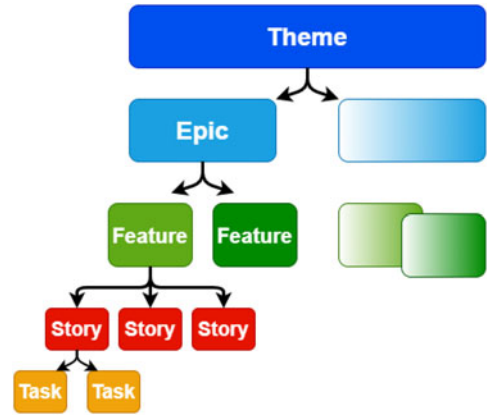 Theme
Epic
Feature
Feature
Story
Story
Story
Task
Task